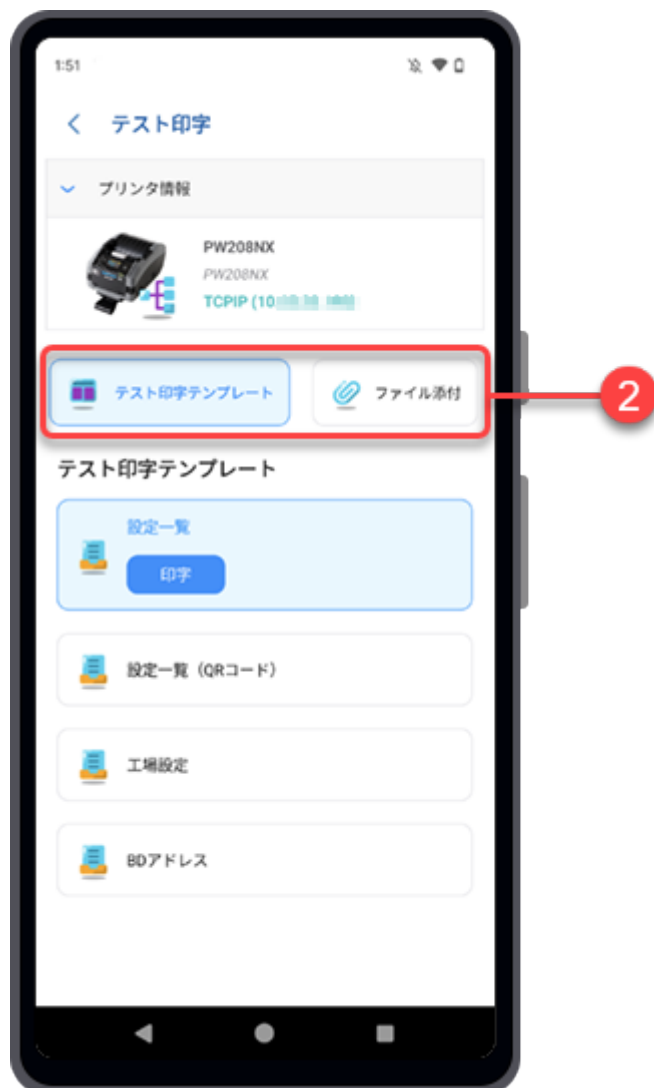 1:51
テスト印字
プリンタ情報
PW208NX
PW208NX
TCPIP (10
テスト印字テンプレート
ファイル添付
2
テスト印字テンプレート
設定一覧
印字
設定一覧（QRコード）
工場設定
BDアドレス